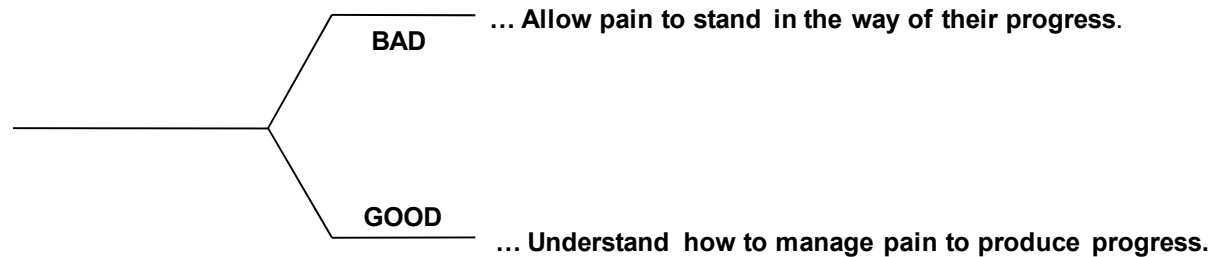 … Allow pain to stand in the way of their progress.
BAD
GOOD
… Understand how to manage pain to produce progress.